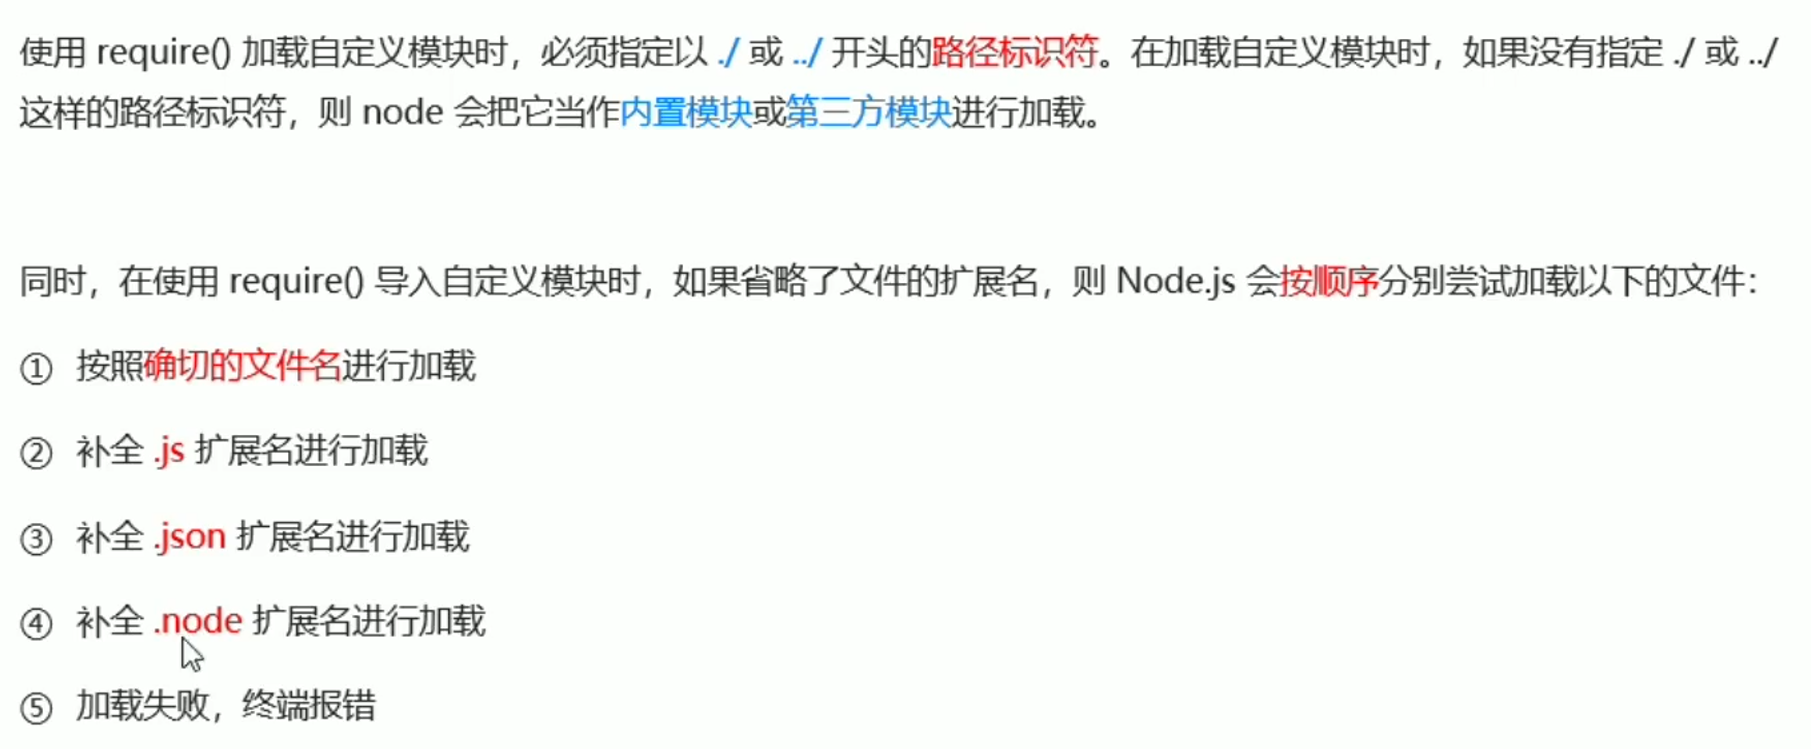 使用 require() 加载自定义模块时，必须指定以 ./ 或 ../ 开头的路径标识符。在加载自定义模块时，如果没有指定 ./ 或 ../
这样的路径标识符，则 node 会把它当作内置模块或第三方模块进行加载。
同时，在使用 require() 导入自定义模块时，如果省略了文件的扩展名，则 Node.js 会按顺序分别尝试加载以下的文件：
① 按照确切的文件名进行加载
② 补全 .js 扩展名进行加载
③ 补全 .json 扩展名进行加载
④ 补全 .node 扩展名进行加载
⑤ 加载失败，终端报错